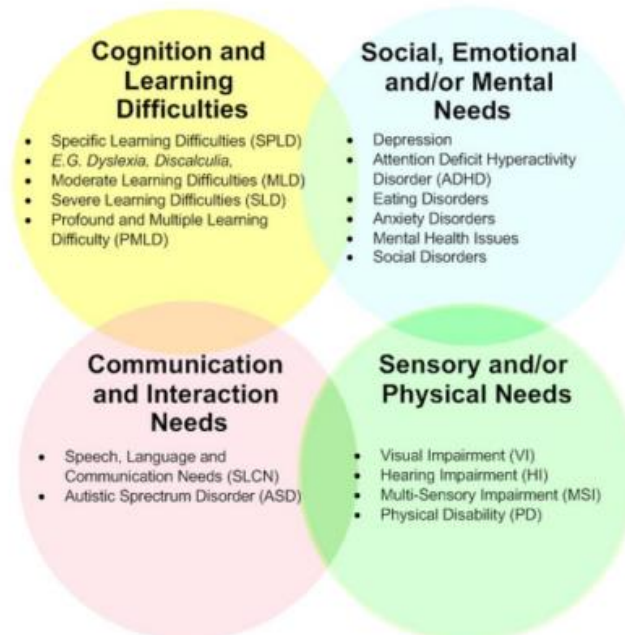 Cognition and
Learning
Difficulties
• Specific Learning Difficulties (SPLD)
• E.G. Dyslexia, Discalculia,
• Moderate Learning Difficulties (MLD)
• Severe Learning Difficulties (SLD)
• Profound and Multiple Learning
Difficulty (PMLD)
Social, Emotional
and/or Mental
Needs
• Depression
• Attention Deficit Hyperactivity
Disorder (ADHD)
• Eating Disorders
• Anxiety Disorders
• Mental Health Issues
• Social Disorders
Communication
and Interaction
Needs
• Speech, Language and
Communication Needs (SLCN)
• Autistic Sprectrum Disorder (ASD)
Sensory and/or
Physical Needs
• Visual Impairment (VI)
• Hearing Impairment (HI)
• Multi-Sensory Impairment (MSI)
• Physical Disability (PD)